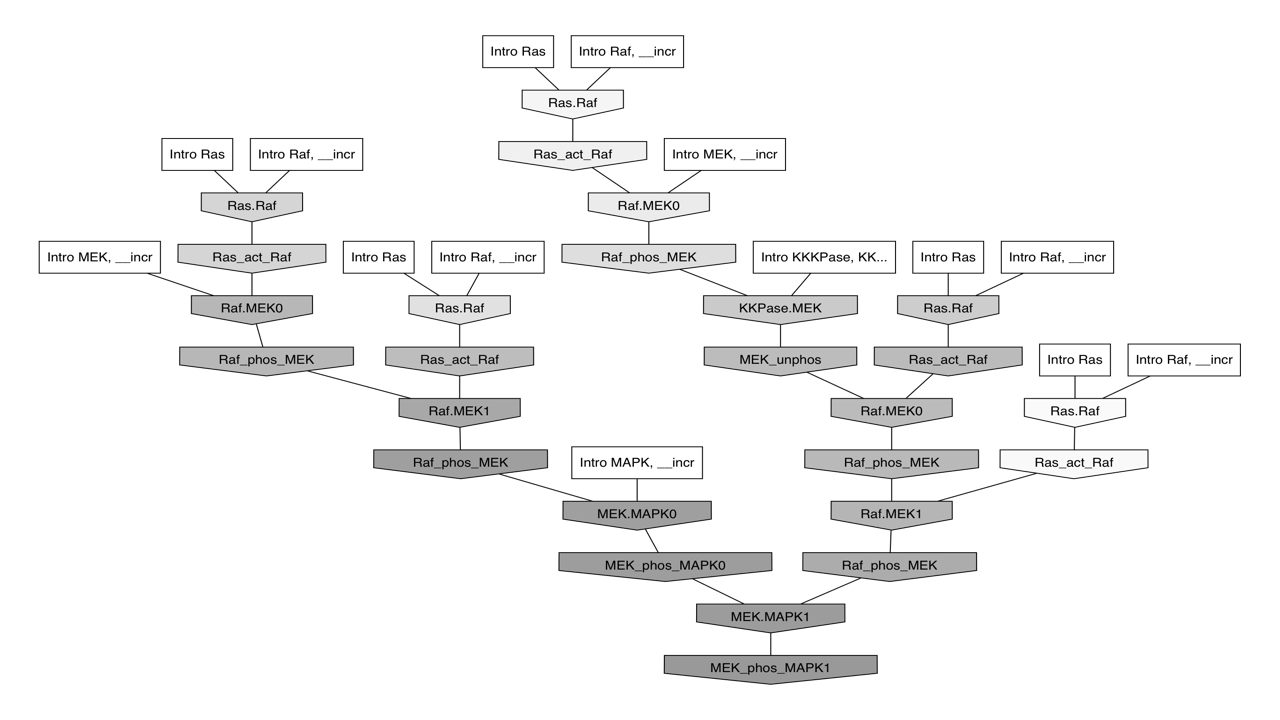 Intro Ras
Intro Raf, __incr
Ras.Raf
Intro Ras
Intro Raf, __incr
Ras_act_Raf
Intro MEK, __incr
Ras.Raf
Raf.MEK0
Intro MEK, __incr
Ras_act_Raf
Intro Ras
Intro Raf, __incr
Raf_phos_MEK
Intro KKKPase, KK...
Intro Ras
Intro Raf, __incr
Raf.MEK0
Ras.Raf
KKPase.MEK
Ras.Raf
Raf_phos_MEK
Ras_act_Raf
MEK_unphos
Ras_act_Raf
Intro Ras
Intro Raf, __incr
Raf.MEK1
Raf.MEK0
Ras.Raf
Raf_phos_MEK
Intro MAPK, __incr
Raf_phos_MEK
Ras_act_Raf
MEK.MAPK0
Raf.MEK1
MEK_phos_MAPK0
Raf_phos_MEK
MEK.MAPK1
MEK_phos_MAPK1